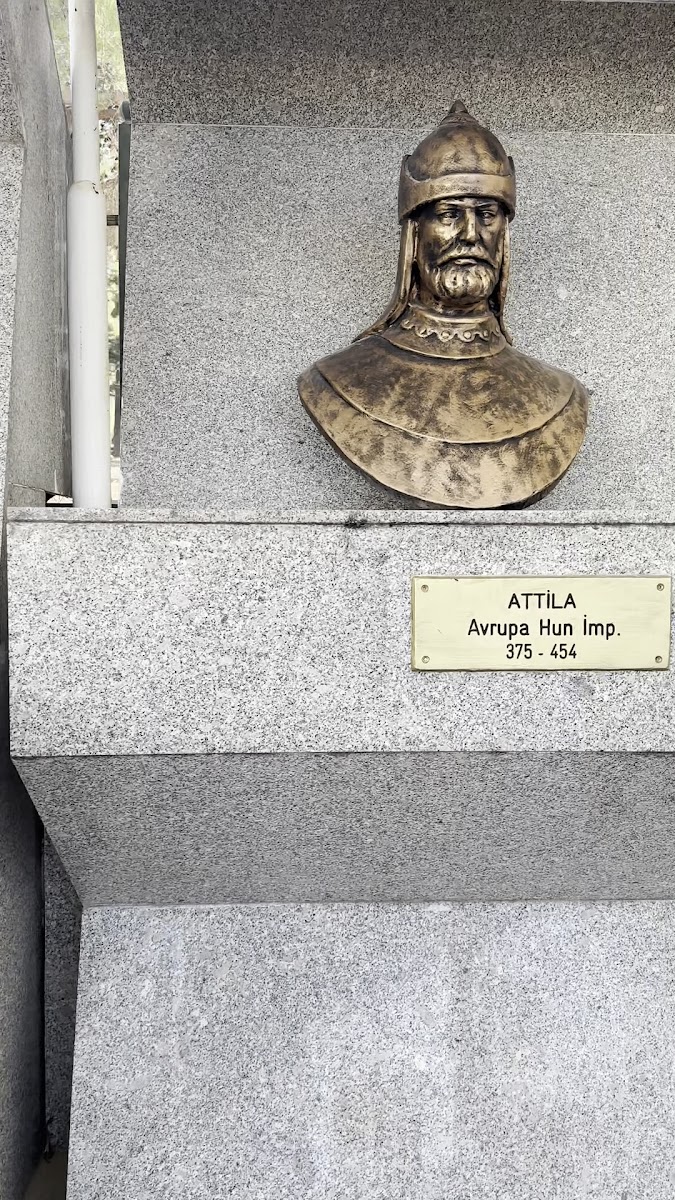 ATTİLA
Avrupa Hun İmp.
375 - 454